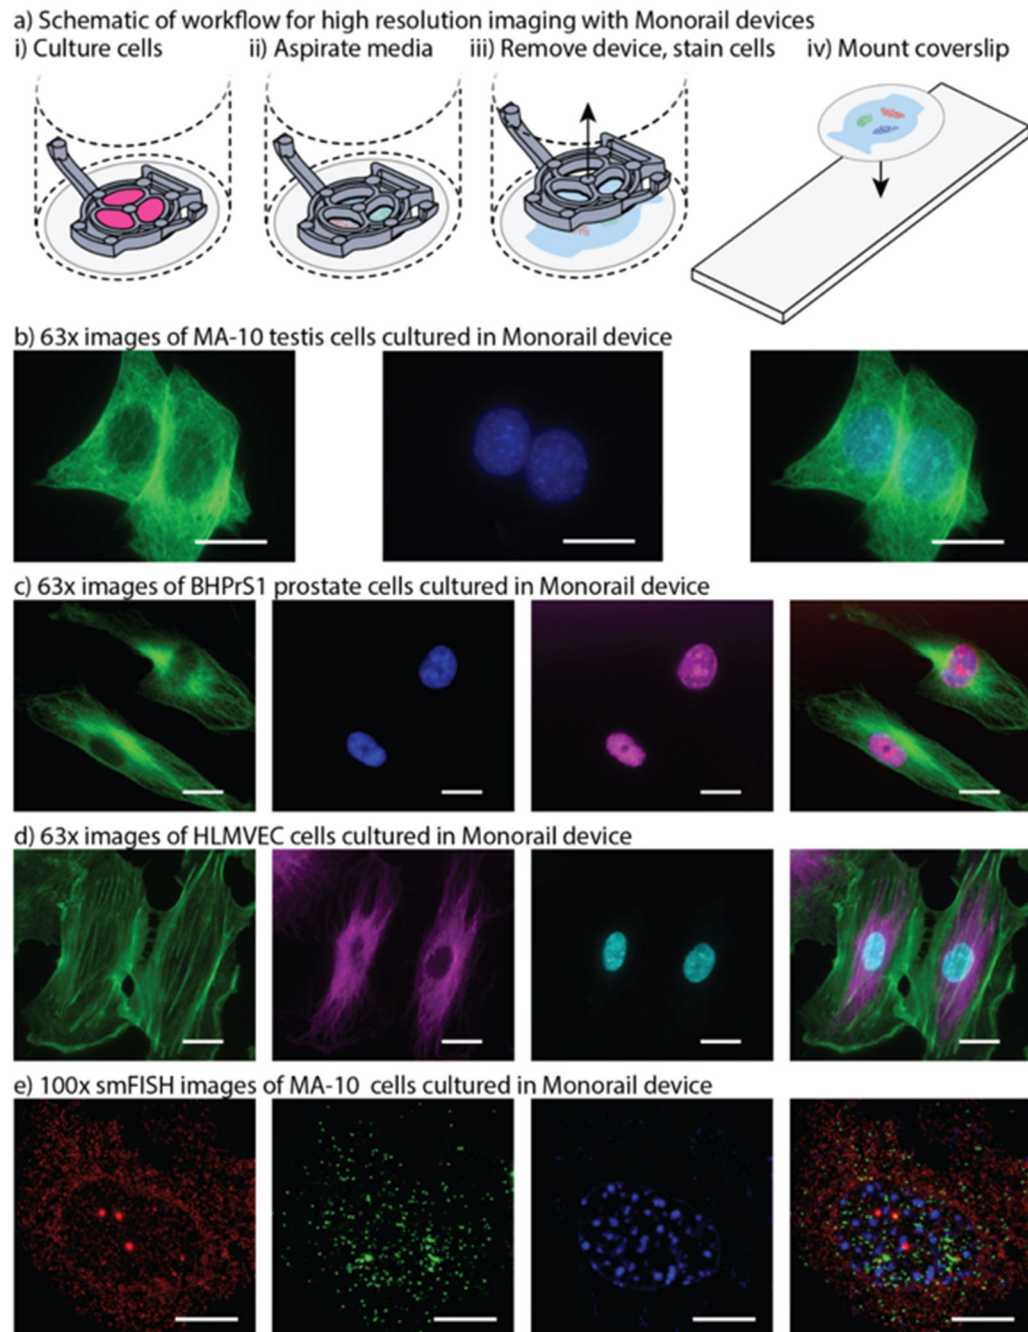 a) Schematic of workflow for high resolution imaging with Monorail devices
i) Culture cells ii) Aspirate media iii) Remove device, stain cells iv) Mount coverslip
b) 63x images of MA-10 testis cells cultured in Monorail device
c) 63x images of BHPrS1 prostate cells cultured in Monorail device
d) 63x images of HLMVEC cells cultured in Monorail device
e) 100x smFISH images of MA-10 cells cultured in Monorail device